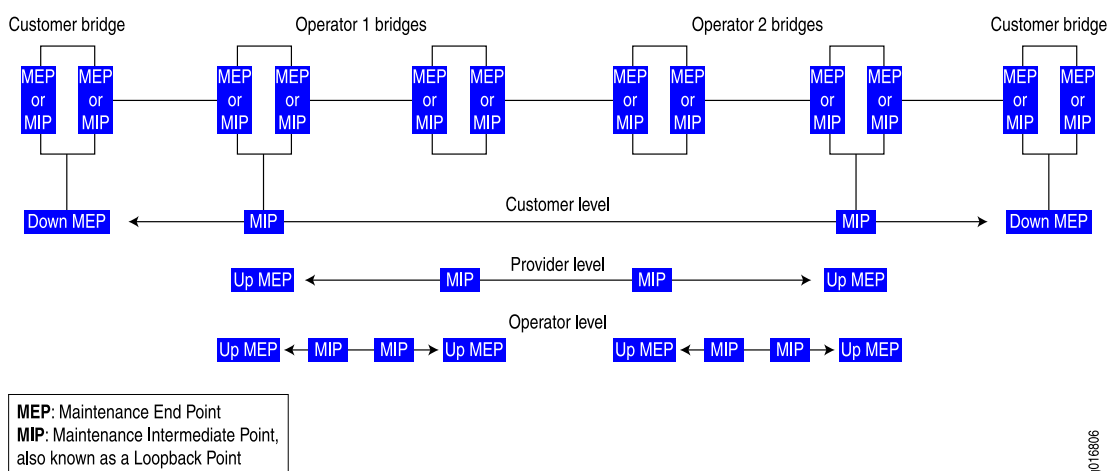 Customer bridge
Operator 1 bridges
Operator 2 bridges
Customer bridge
MEP or MIP
MEP or MIP
MEP or MIP
MEP or MIP
MEP or MIP
MEP or MIP
MEP or MIP
MEP or MIP
MEP or MIP
MEP or MIP
MEP or MIP
MEP or MIP
Customer level
Down MEP
MIP
MIP
Down MEP
Provider level
Up MEP
MIP
MIP
Up MEP
Operator level
Up MEP
MIP
MIP
Up MEP
Up MEP
MIP
MIP
Up MEP
MEP: Maintenance End Point
MIP: Maintenance Intermediate Point,
also known as a Loopback Point
g016806